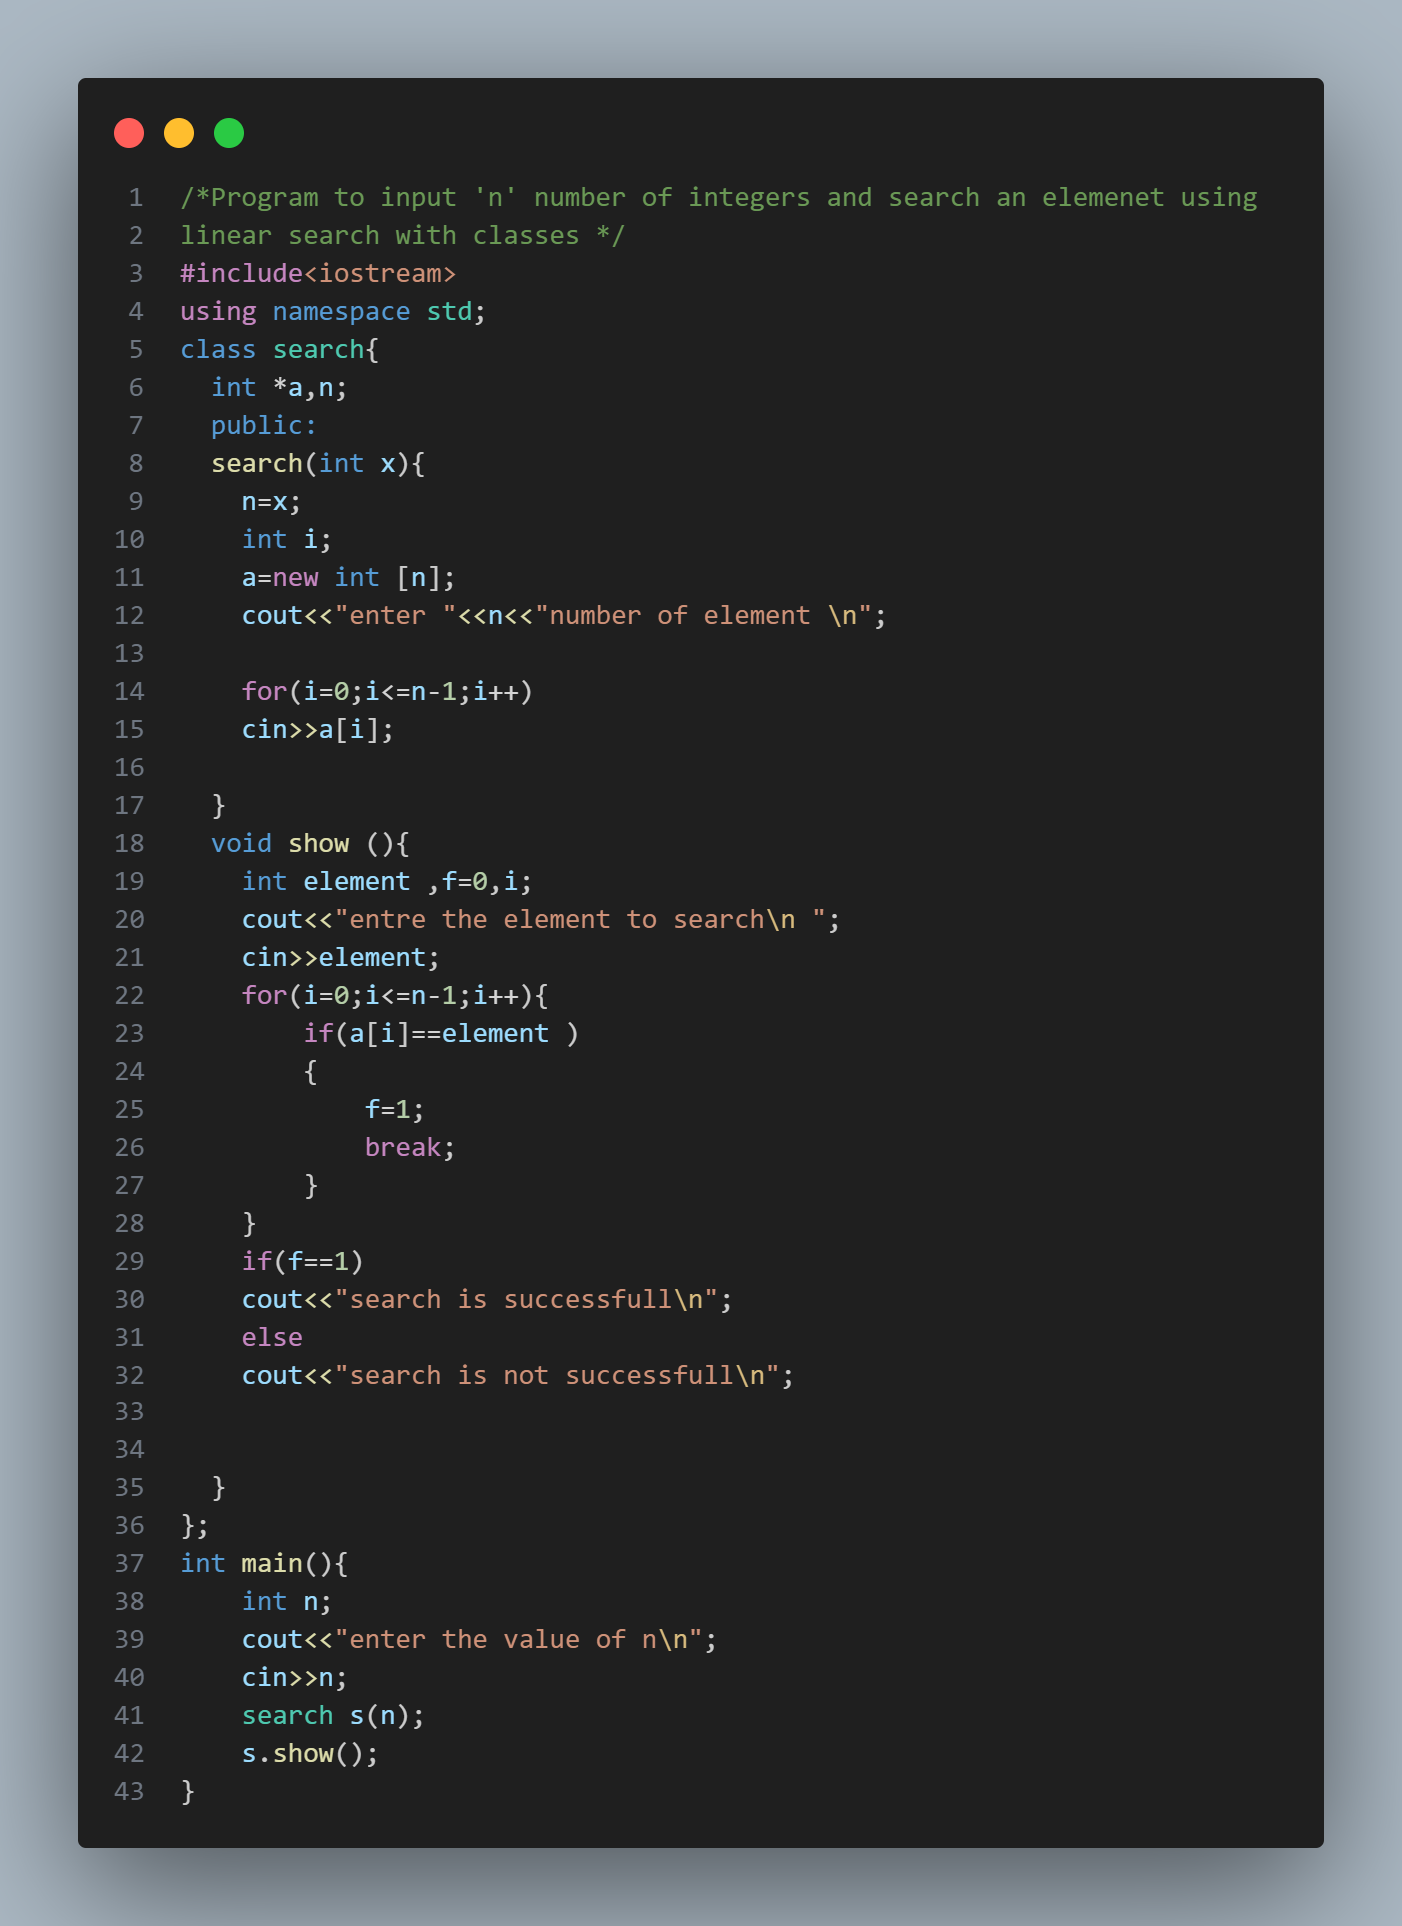 1 /*Program to input 'n' number of integers and search an elemenet using
2 linear search with classes */
3 #include<iostream>
4 using namespace std;
5 class search{
6   int *a,n;
7   public:
8   search(int x){
9     n=x;
10     int i;
11     a=new int [n];
12     cout<<"enter "<<n<<"number of element \n";
13
14     for(i=0;i<=n-1;i++)
15     cin>>a[i];
16
17   }
18   void show (){
19     int element ,f=0,i;
20     cout<<"entre the element to search\n ";
21     cin>>element;
22     for(i=0;i<=n-1;i++){
23         if(a[i]==element )
24         {
25             f=1;
26             break;
27         }
28     }
29     if(f==1)
30     cout<<"search is successfull\n";
31     else
32     cout<<"search is not successfull\n";
33
34
35   }
36 };
37 int main(){
38     int n;
39     cout<<"enter the value of n\n";
40     cin>>n;
41     search s(n);
42     s.show();
43 }